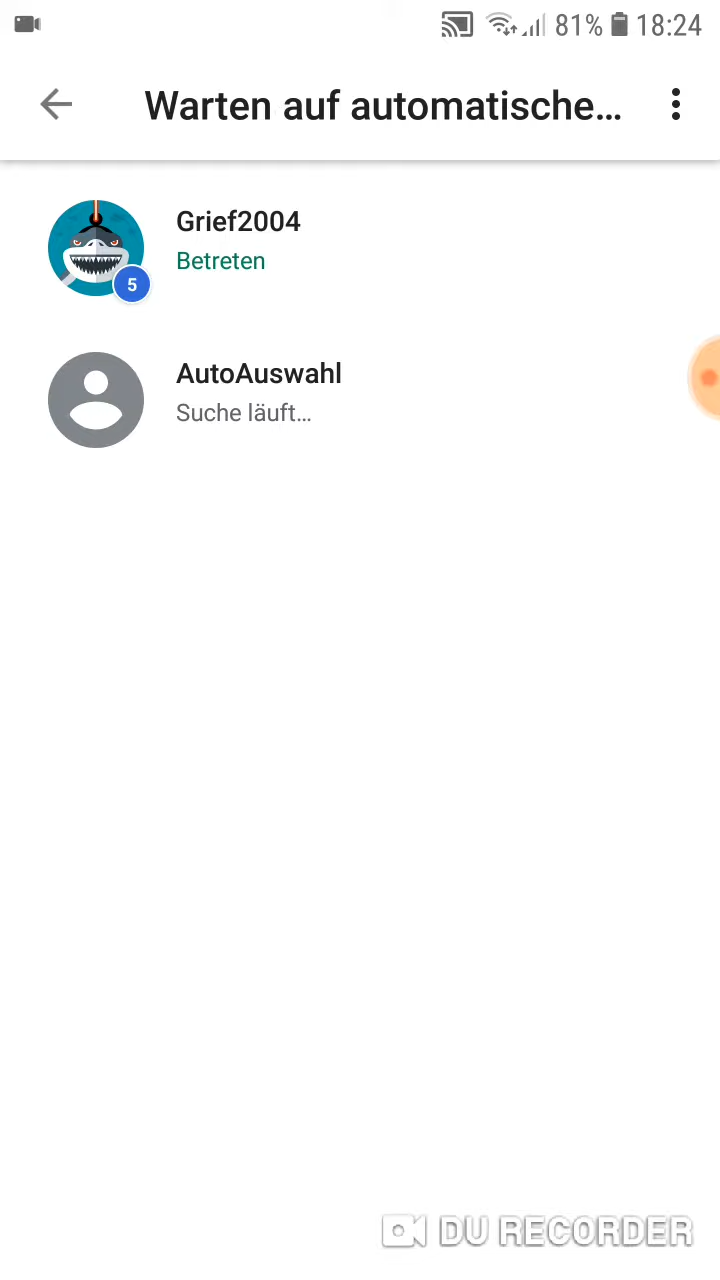 81% 18:24
Warten auf automatische...
Grief2004
Betreten
5
AutoAuswahl
Suche läuft...
DU RECORDER